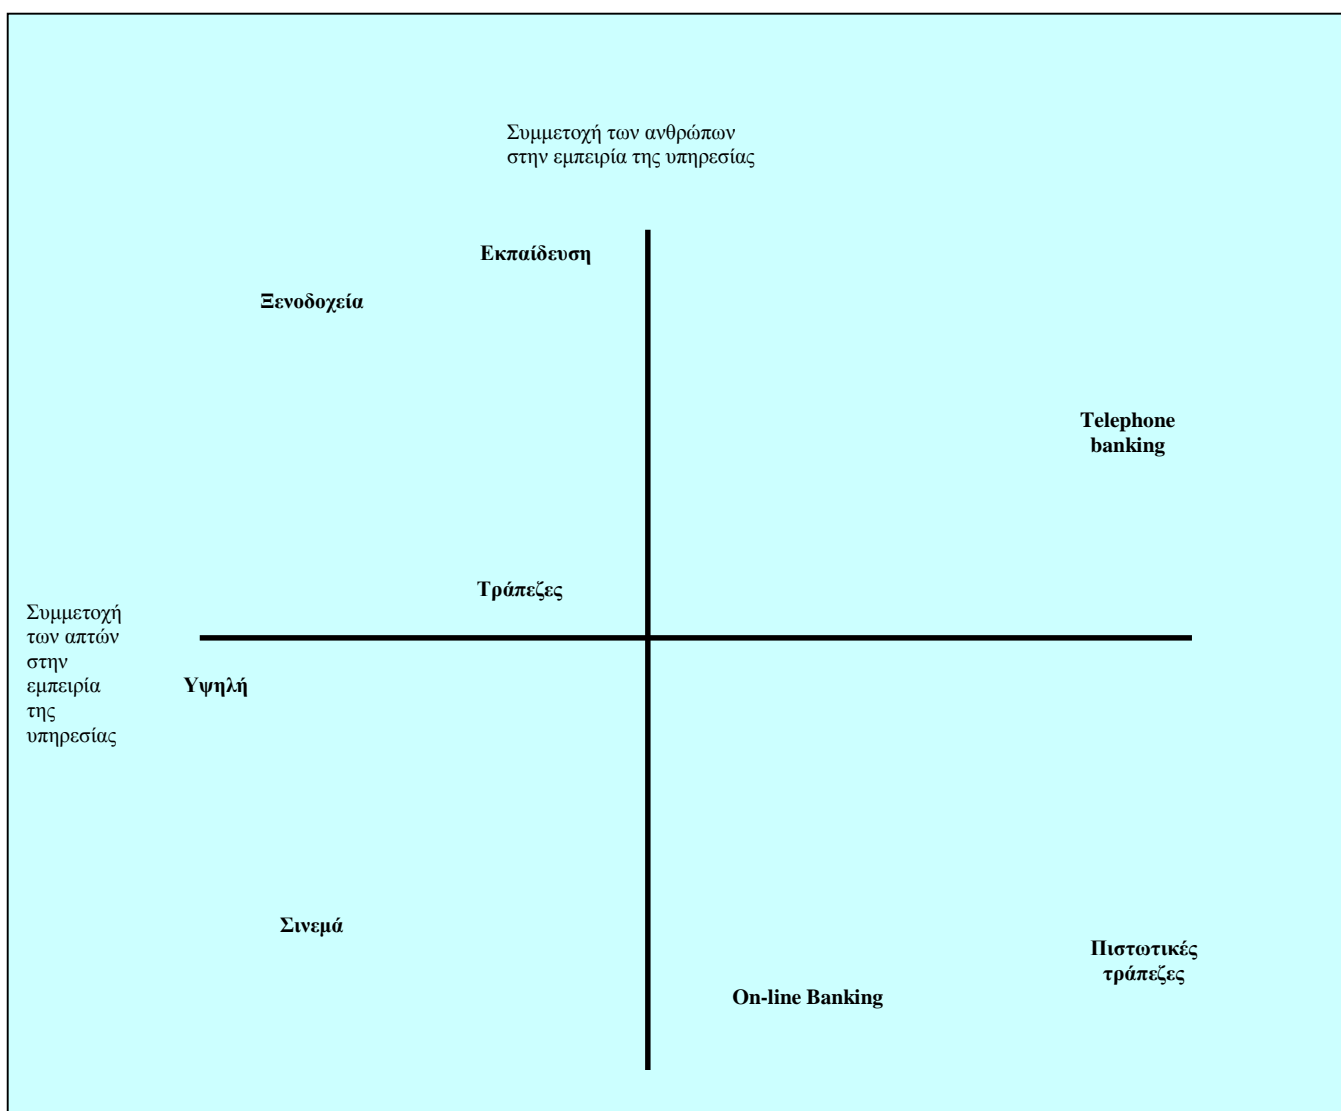 Συμμετοχή των ανθρώπων
στην εμπειρία της υπηρεσίας
Εκπαίδευση
Ξενοδοχεία
Telephone
banking
Τράπεζες
Συμμετοχή
των απτών
στην
εμπειρία
της
υπηρεσίας
Υψηλή
Σινεμά
Πιστωτικές
τράπεζες
On-line Banking